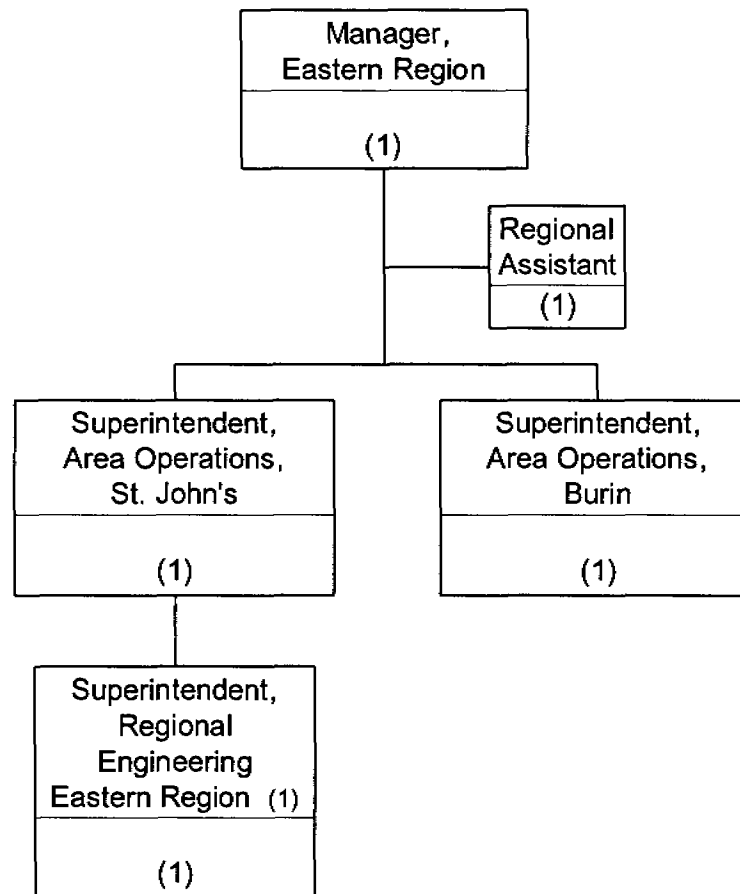 Manager,
Eastern Region
(1)
Regional
Assistant
(1)
Superintendent,
Area Operations,
St. John's
(1)
Superintendent,
Area Operations,
Burin
(1)
Superintendent,
Regional
Engineering
Eastern Region (1)
(1)